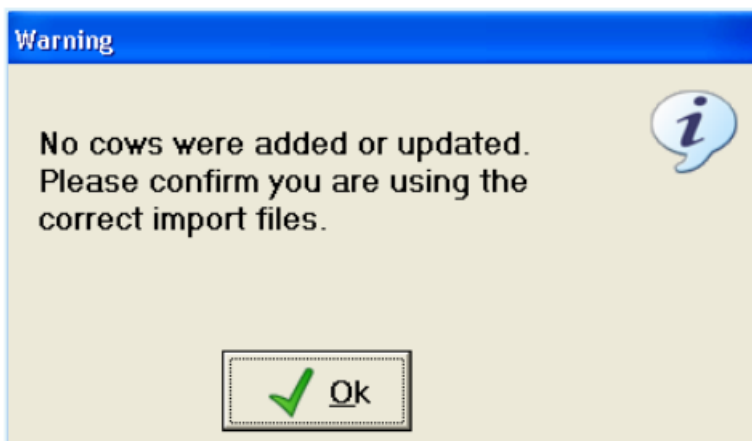 Warning
No cows were added or updated.
Please confirm you are using the
correct import files.
Ok